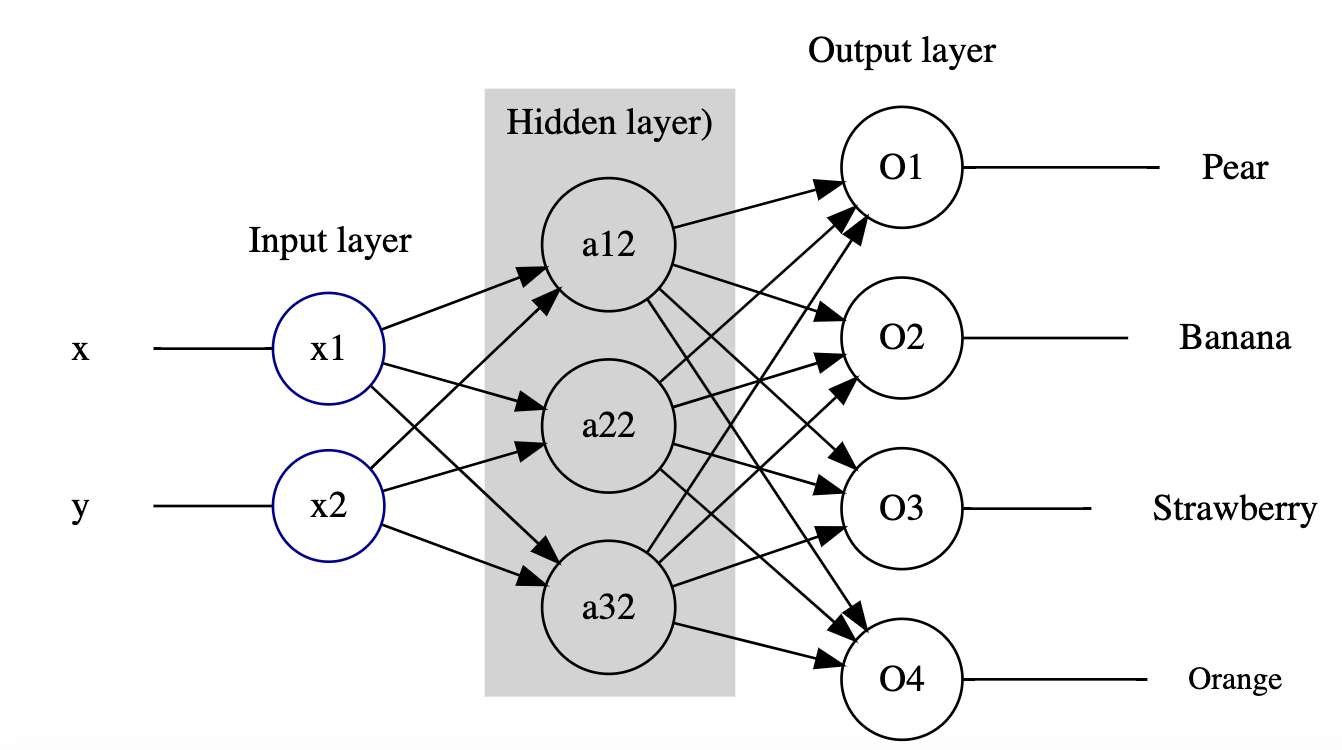 Output layer
Hidden layer)
O1
Pear
a12
Input layer
x
x1
O2
Banana
a22
y
x2
O3
Strawberry
a32
O4
Orange